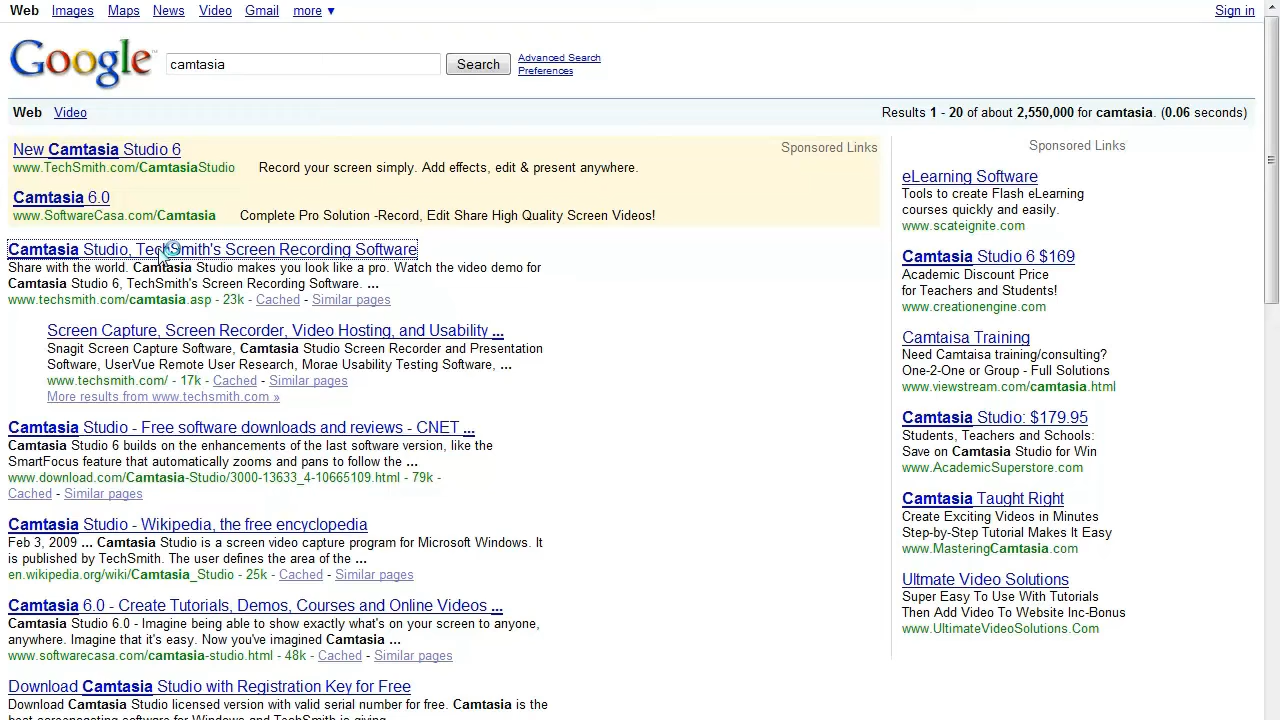 Web Images Maps News Video Gmail more ▼ Sign in
Google™ camtasia Search Advanced Search
Preferences
Web Video Results 1 - 20 of about 2,550,000 for camtasia. (0.06 seconds)
New Camtasia Studio 6 Sponsored Links
www.TechSmith.com/CamtasiaStudio Record your screen simply. Add effects, edit & present anywhere.
Camtasia 6.0
www.SoftwareCasa.com/Camtasia Complete Pro Solution -Record, Edit Share High Quality Screen Videos!
Camtasia Studio, TechSmith's Screen Recording Software
Share with the world. Camtasia Studio makes you look like a pro. Watch the video demo for
Camtasia Studio 6, TechSmith's Screen Recording Software. ...
www.techsmith.com/camtasia.asp - 23k - Cached - Similar pages
Screen Capture, Screen Recorder, Video Hosting, and Usability ...
Snagit Screen Capture Software, Camtasia Studio Screen Recorder and Presentation
Software, UserVue Remote User Research, Morae Usability Testing Software, ...
www.techsmith.com/ - 17k - Cached - Similar pages
More results from www.techsmith.com »
Camtasia Studio - Free software downloads and reviews - CNET ...
Camtasia Studio 6 builds on the enhancements of the last software version, like the
SmartFocus feature that automatically zooms and pans to follow the ...
www.download.com/Camtasia-Studio/3000-13633_4-10665109.html - 79k -
Cached - Similar pages
Camtasia Studio - Wikipedia, the free encyclopedia
Feb 3, 2009 ... Camtasia Studio is a screen video capture program for Microsoft Windows. It
is published by TechSmith. The user defines the area of the ...
en.wikipedia.org/wiki/Camtasia_Studio - 25k - Cached - Similar pages
Camtasia 6.0 - Create Tutorials, Demos, Courses and Online Videos ...
Camtasia Studio 6.0 - Imagine being able to show exactly what's on your screen to anyone,
anywhere. Imagine that it's easy. Now you've imagined Camtasia ...
www.softwarecasa.com/camtasia-studio.html - 48k - Cached - Similar pages
Download Camtasia Studio with Registration Key for Free
Download Camtasia Studio licensed version with valid serial number for free. Camtasia is the
best screencasting software for Windows and TechSmith is giving
Sponsored Links
eLearning Software
Tools to create Flash eLearning
courses quickly and easily.
www.scateignite.com
Camtasia Studio 6 $169
Academic Discount Price
for Teachers and Students!
www.creationengine.com
Camtaisa Training
Need Camtaisa training/consulting?
One-2-One or Group - Full Solutions
www.viewstream.com/camtasia.html
Camtasia Studio: $179.95
Students, Teachers and Schools:
Save on Camtasia Studio for Win
www.AcademicSuperstore.com
Camtasia Taught Right
Create Exciting Videos in Minutes
Step-by-Step Tutorial Makes It Easy
www.MasteringCamtasia.com
Ultmate Video Solutions
Super Easy To Use With Tutorials
Then Add Video To Website Inc-Bonus
www.UltimateVideoSolutions.Com